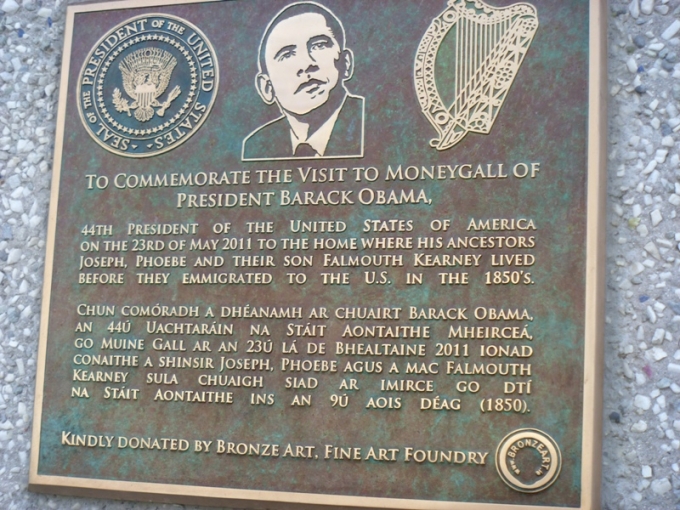 SEAL OF THE PRESIDENT OF THE UNITED STATES
TO COMMEMORATE THE VISIT TO MONEYGALL OF
PRESIDENT BARACK OBAMA,
44TH PRESIDENT OF THE UNITED STATES OF AMERICA
ON THE 23RD OF MAY 2011 TO THE HOME WHERE HIS ANCESTORS
JOSEPH, PHOEBE AND THEIR SON FALMOUTH KEARNEY LIVED
BEFORE THEY EMMIGRATED TO THE U.S. IN THE 1850'S.
CHUN COMÓRADH A DHÉANAMH AR CHUAIRT BARACK OBAMA,
AN 44Ú UACHTARÁIN NA STÁIT AONTAITHE MHEIRCEÁ,
GO MUINE GALL AR AN 23Ú LÁ DE BHEALTAINE 2011 IONAD
CONAITHE A SHINSIR JOSEPH, PHOEBE AGUS A MAC FALMOUTH
KEARNEY SULA CHUAIGH SIAD AR IMIRCE GO DTÍ
NA STÁIT AONTAITHE INS AN 9Ú AOIS DÉAG (1850).
KINDLY DONATED BY BRONZE ART, FINE ART FOUNDRY
BRONZEART